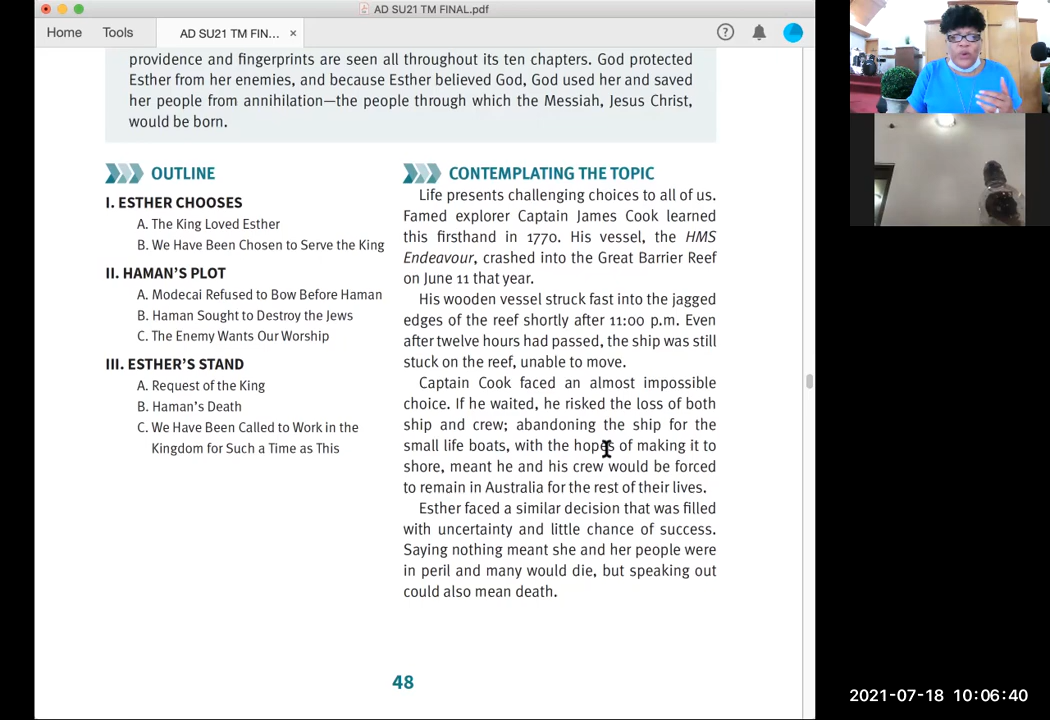 AD SU21 TM FINAL.pdf
Home
Tools
AD SU21 TM FIN... ×
?
providence and fingerprints are seen all throughout its ten chapters. God protected
Esther from her enemies, and because Esther believed God, God used her and saved
her people from annihilation—the people through which the Messiah, Jesus Christ,
would be born.
OUTLINE
I. ESTHER CHOOSES
A. The King Loved Esther
B. We Have Been Chosen to Serve the King
II. HAMAN'S PLOT
A. Modecai Refused to Bow Before Haman
B. Haman Sought to Destroy the Jews
C. The Enemy Wants Our Worship
III. ESTHER'S STAND
A. Request of the King
B. Haman's Death
C. We Have Been Called to Work in the
Kingdom for Such a Time as This
CONTEMPLATING THE TOPIC
Life presents challenging choices to all of us.
Famed explorer Captain James Cook learned
this firsthand in 1770. His vessel, the HMS
Endeavour, crashed into the Great Barrier Reef
on June 11 that year.
His wooden vessel struck fast into the jagged
edges of the reef shortly after 11:00 p.m. Even
after twelve hours had passed, the ship was still
stuck on the reef, unable to move.
Captain Cook faced an almost impossible
choice. If he waited, he risked the loss of both
ship and crew; abandoning the ship for the
small life boats, with the hopes of making it to
shore, meant he and his crew would be forced
to remain in Australia for the rest of their lives.
Esther faced a similar decision that was filled
with uncertainty and little chance of success.
Saying nothing meant she and her people were
in peril and many would die, but speaking out
could also mean death.
48
2021-07-18 10:06:40